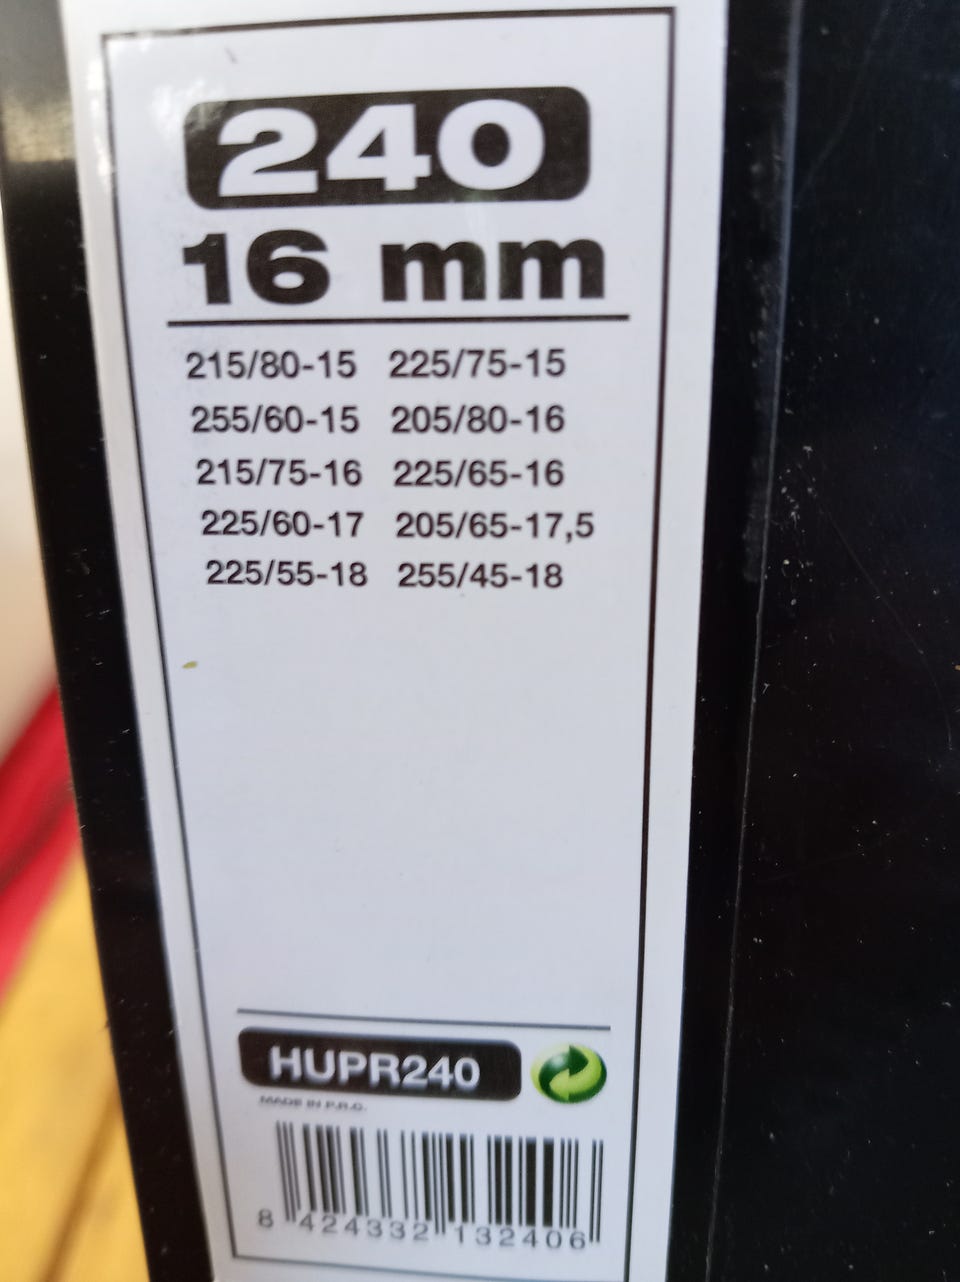 240
16 mm
215/80-15 225/75-15
255/60-15 205/80-16
215/75-16 225/65-16
225/60-17 205/65-17,5
225/55-18 255/45-18
HUPR240
MADE IN P.R.C.
8 424332 132406